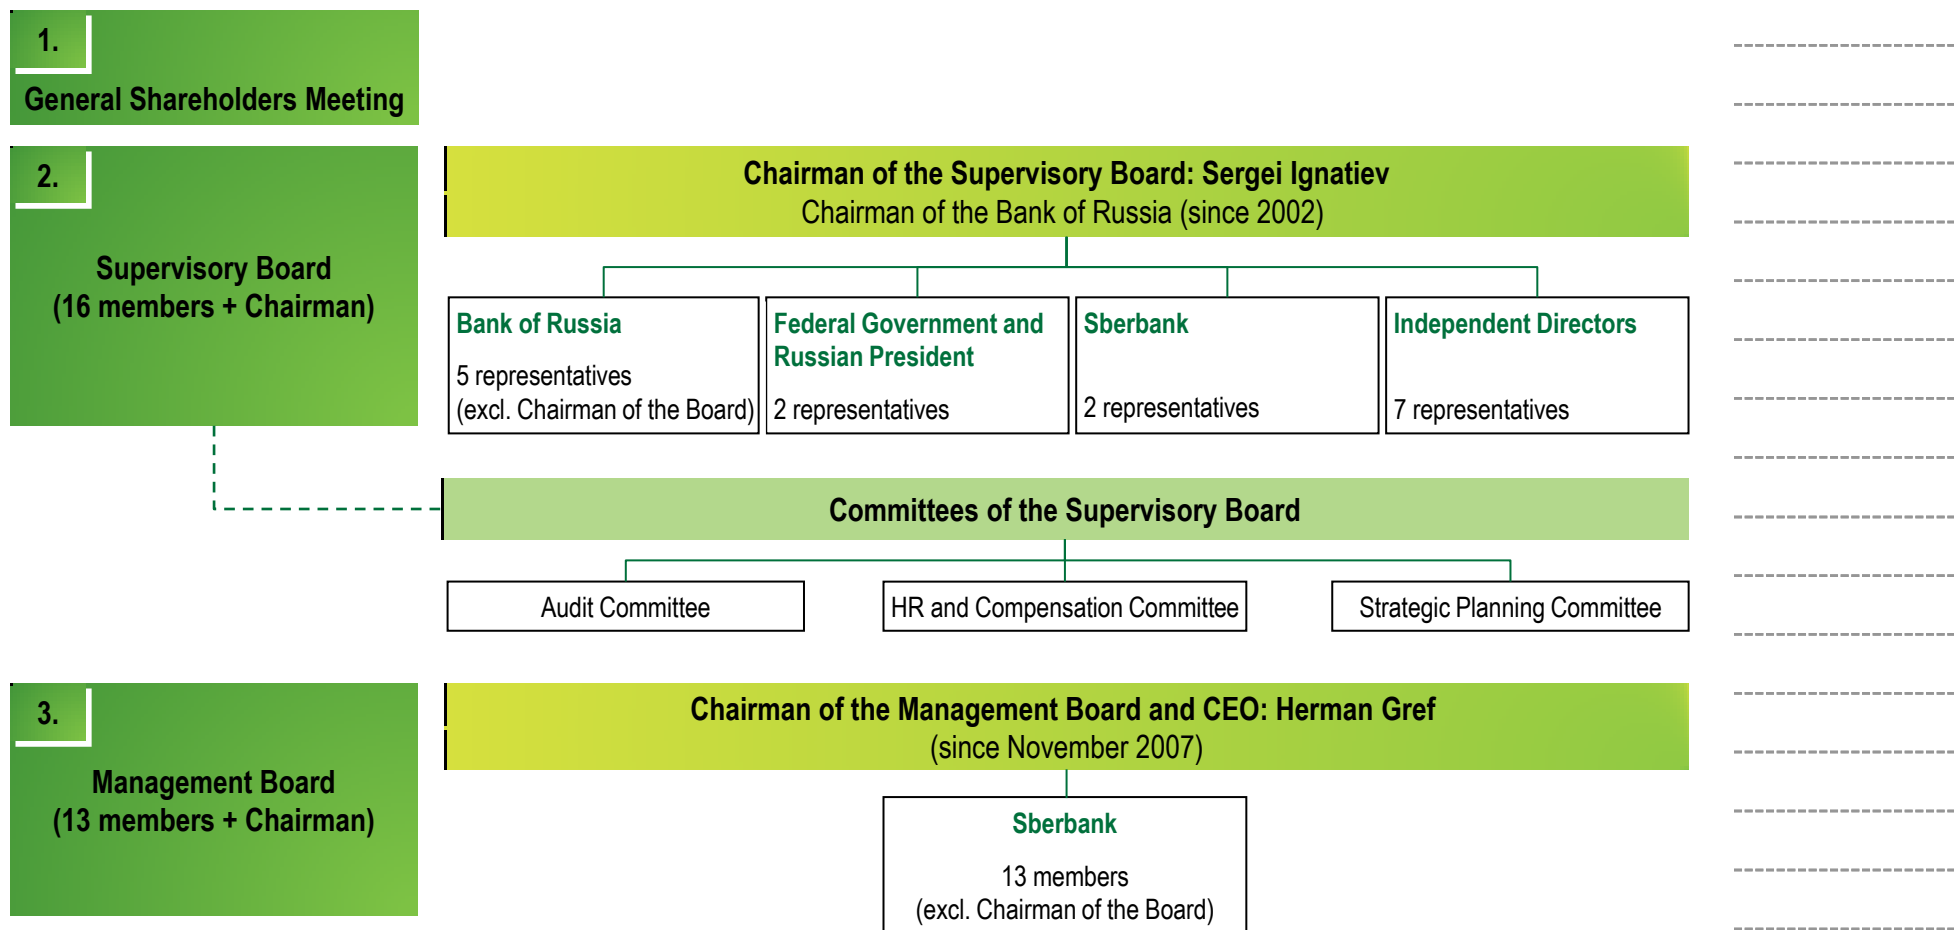 1.
General Shareholders Meeting
2.
Supervisory Board
(16 members + Chairman)
Chairman of the Supervisory Board: Sergei Ignatiev
Chairman of the Bank of Russia (since 2002)
Bank of Russia
5 representatives
(excl. Chairman of the Board)
Federal Government and
Russian President
2 representatives
Sberbank
2 representatives
Independent Directors
7 representatives
Committees of the Supervisory Board
Audit Committee
HR and Compensation Committee
Strategic Planning Committee
3.
Management Board
(13 members + Chairman)
Chairman of the Management Board and CEO: Herman Gref
(since November 2007)
Sberbank
13 members
(excl. Chairman of the Board)